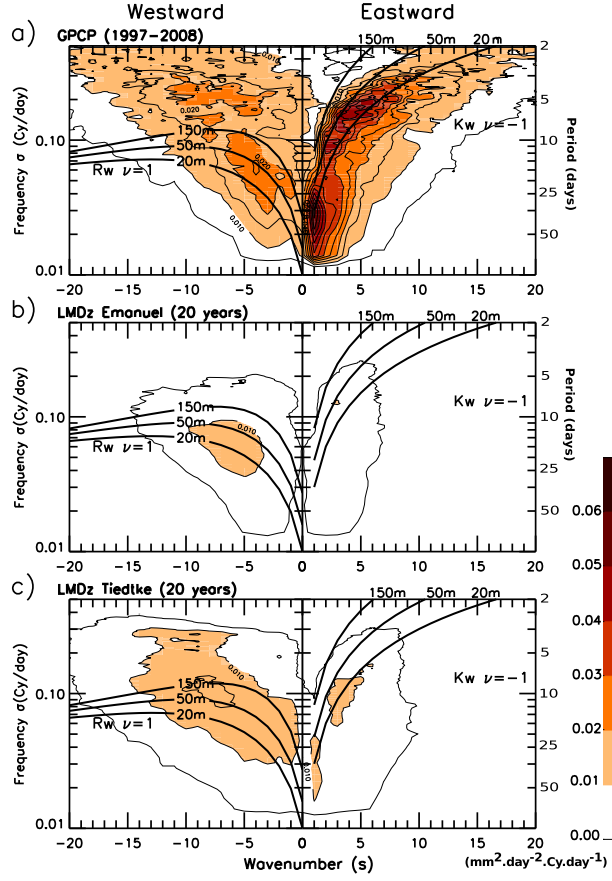 Westward Eastward
a) GPCP (1997−2008) 150m 50m 20m
0.010
2
0.020
5
150m
0.10 10
50m
20m
Rw ν=1
Kw ν=−1
0.020
25
0.010
50
0.01
Frequency σ (Cy/day)
Period (days)
−20 −15 −10 −5 0 5 10 15 20
b) LMDz Emanuel (20 years) 150m 50m 20m
2
5
150m
0.10 10
50m
20m
Rw ν=1
Kw ν=−1
0.010
25
50
0.01
Frequency σ(Cy/day)
Period (days)
−20 −15 −10 −5 0 5 10 15 20
c) LMDz Tiedtke (20 years) 150m 50m 20m
2
5
0.010
150m
0.10 10
50m
20m
Rw ν=1
Kw ν=−1
25
0.010
50
0.01
Frequency σ(Cy/day)
−20 −15 −10 −5 0 5 10 15 20
Wavenumber (s)
0.06
0.05
0.04
0.03
0.02
0.01
0.00
(mm².day⁻².Cy.day⁻¹)